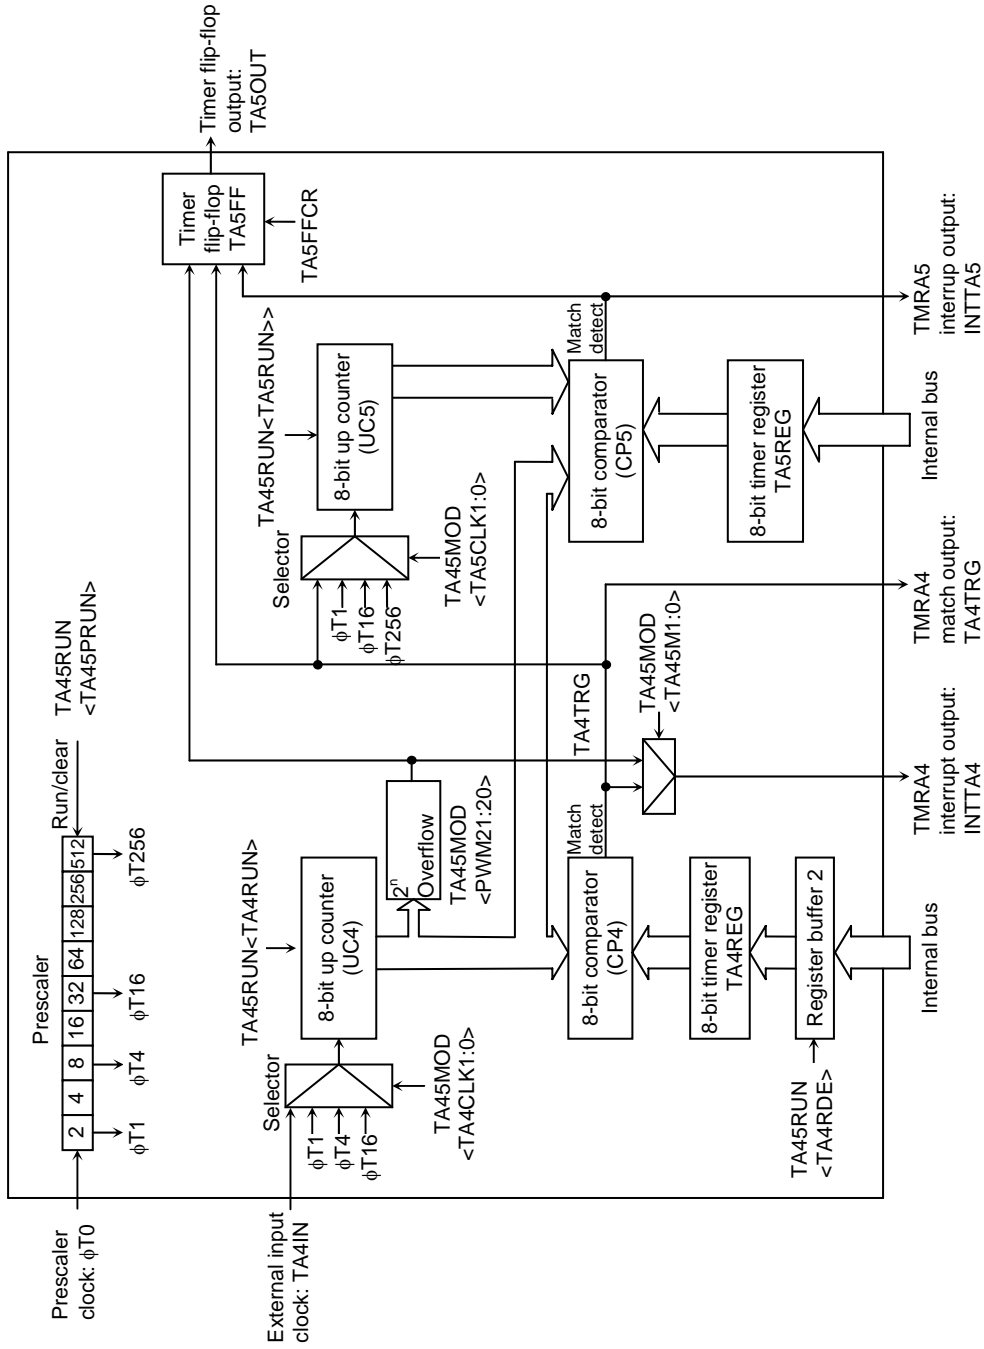 Prescaler
clock: ϕT0
Prescaler
2
4
8
16
32
64
128
256
512
Run/clear
TA45RUN
<TA45PRUN>
ϕT1
ϕT4
ϕT16
ϕT256
External input
clock: TA4IN
Selector
ϕT1
ϕT4
ϕT16
TA45MOD
<TA4CLK1:0>
TA45RUN<TA4RUN>
8-bit up counter
(UC4)
2n
Overflow
TA45MOD
<PWM21:20>
Selector
ϕT1
ϕT16
ϕT256
TA45MOD
<TA5CLK1:0>
TA45RUN<TA5RUN>>
8-bit up counter
(UC5)
Timer
flip-flop
TA5FF
TA5FFCR
Timer flip-flop
output:
TA5OUT
8-bit comparator
(CP4)
Match
detect
TA4TRG
8-bit timer register
TA4REG
Register buffer 2
TA45RUN
<TA4RDE>
TA45MOD
<TA45M1:0>
8-bit comparator
(CP5)
Match
detect
8-bit timer register
TA5REG
Internal bus
TMRA4
interrupt output:
INTTA4
TMRA4
match output:
TA4TRG
Internal bus
TMRA5
interrup output:
INTTA5